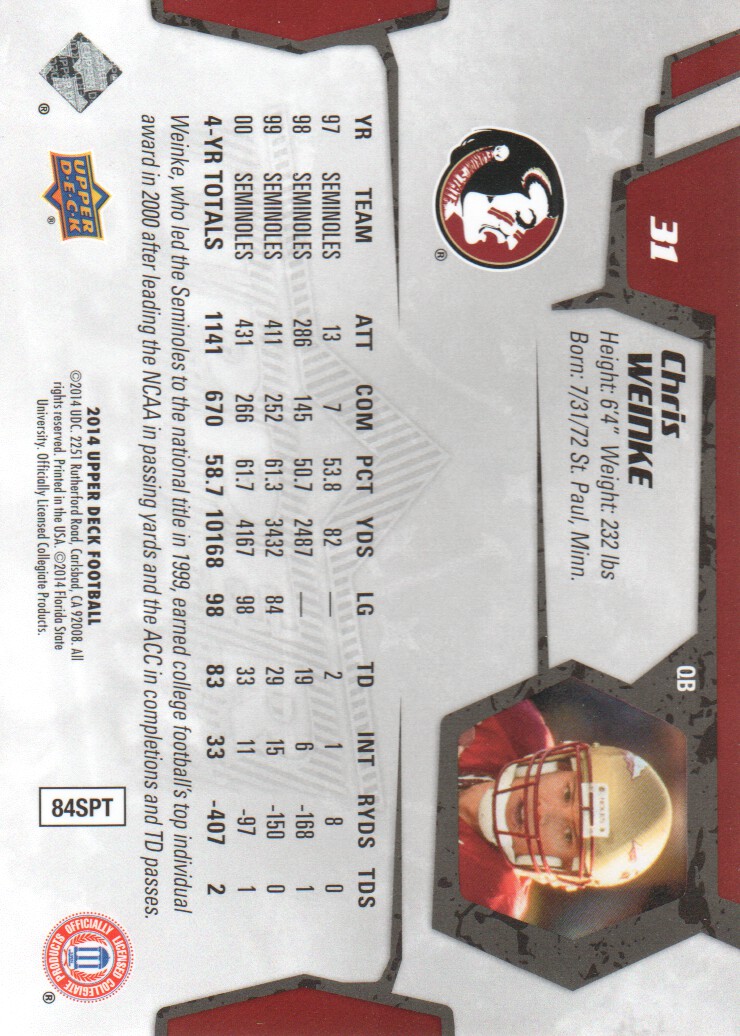 31
Chris
WEINKE
QB
Height: 6'4" Weight: 232 lbs
Born: 7/31/72 St. Paul, Minn.
FLORIDA STATE
®
YR TEAM ATT COM PCT YDS LG TD INT RYDS TDS
97 SEMINOLES 13 7 53.8 82 — 2 1 8 0
98 SEMINOLES 286 145 50.7 2487 — 19 6 -168 1
99 SEMINOLES 411 252 61.3 3432 84 29 15 -150 0
00 SEMINOLES 431 266 61.7 4167 98 33 11 -97 1
4-YR TOTALS 1141 670 58.7 10168 98 83 33 -407 2
Weinke, who led the Seminoles to the national title in 1999, earned college football's top individual
award in 2000 after leading the NCAA in passing yards and the ACC in completions and TD passes.
UPPER DECK
®
UPPER
D·E·C·K
®
2014 UPPER DECK FOOTBALL
©2014 UDC. 2251 Rutherford Road, Carlsbad, CA 92008. All
rights reserved. Printed in the USA. ©2014 Florida State
University. Officially Licensed Collegiate Products.
84SPT
OFFICIALLY LICENSED COLLEGIATE PRODUCTS
®